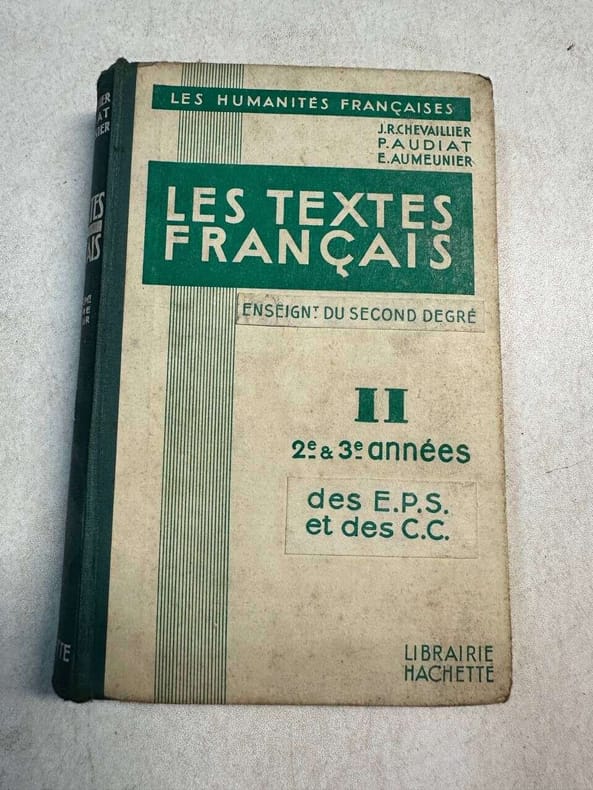 LES HUMANITÉS FRANÇAISES
J.R.CHEVAILLIER
P.AUDIAT
E.AUMEUNIER
LES TEXTES
FRANÇAIS
ENSEIGNT DU SECOND DEGRÉ
II
2e & 3e années
des E.P.S.
et des C.C.
LIBRAIRIE
HACHETTE